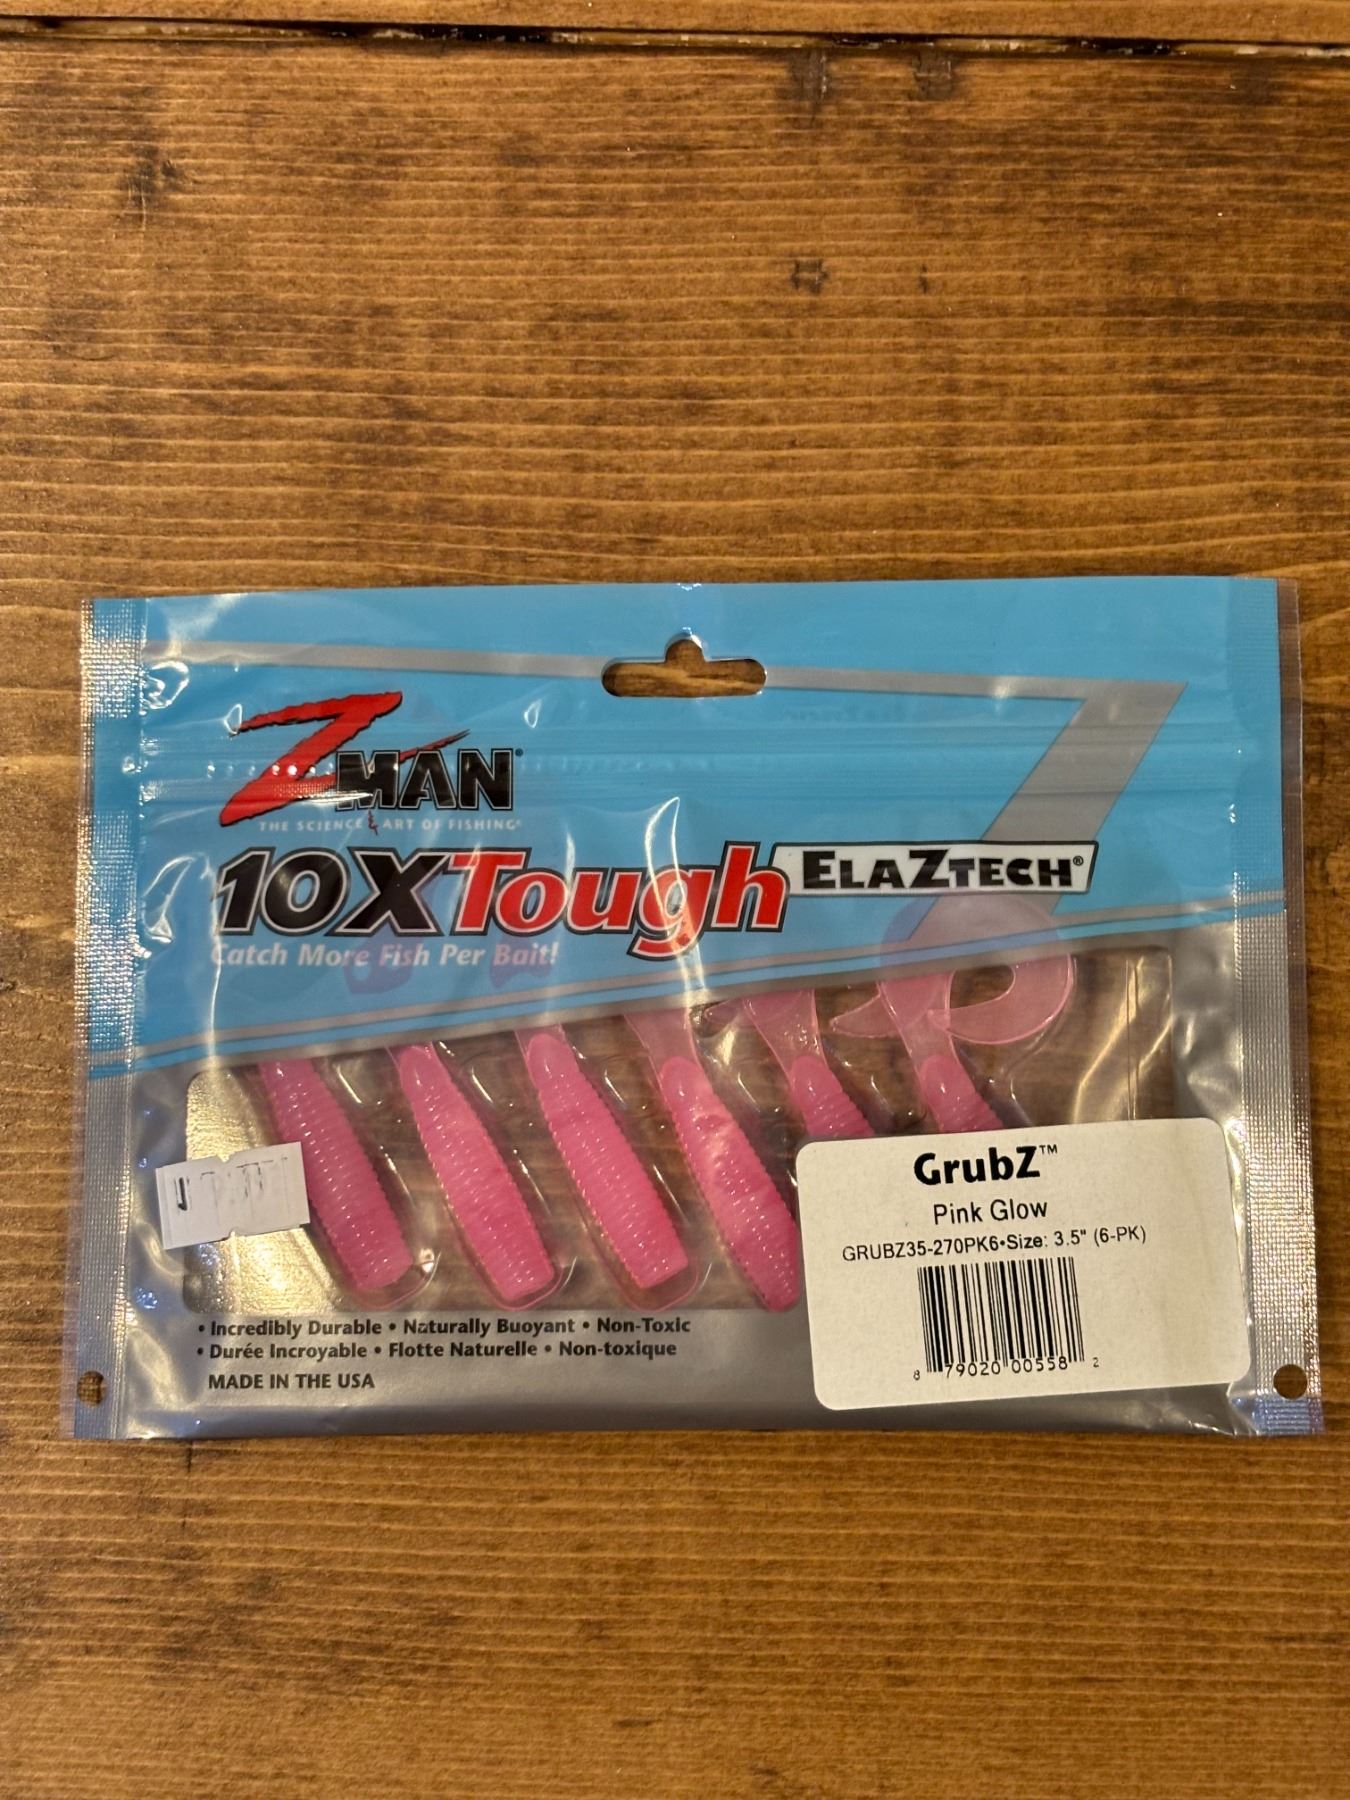 ZMAN®
THE SCIENCE & ART OF FISHING®
10X Tough ELAZTECH®
Catch More Fish Per Bait!
GrubZ™
Pink Glow
GRUBZ35-270PK6•Size: 3.5" (6-PK)
8 79020 00558 2
• Incredibly Durable • Naturally Buoyant • Non-Toxic
• Durée Incroyable • Flotte Naturelle • Non-toxique
MADE IN THE USA